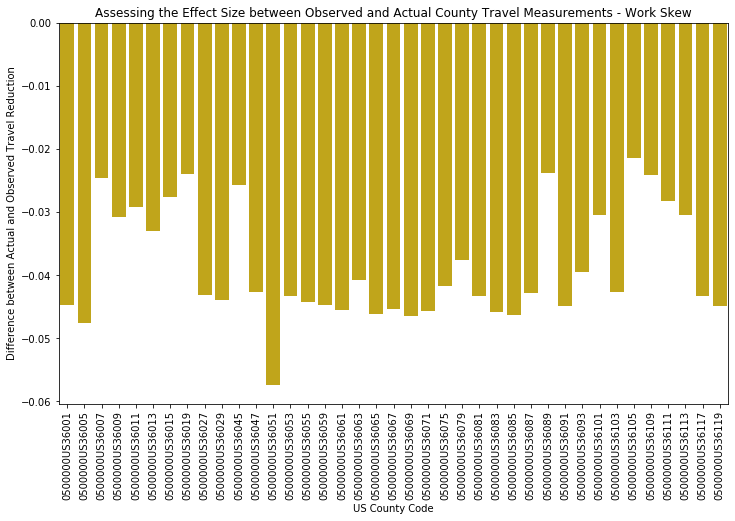 Assessing the Effect Size between Observed and Actual County Travel Measurements - Work Skew
Difference between Actual and Observed Travel Reduction
0.00
−0.01
−0.02
−0.03
−0.04
−0.05
−0.06
0500000US36001
0500000US36005
0500000US36007
0500000US36009
0500000US36011
0500000US36013
0500000US36015
0500000US36019
0500000US36027
0500000US36029
0500000US36045
0500000US36047
0500000US36051
0500000US36053
0500000US36055
0500000US36059
0500000US36061
0500000US36063
0500000US36065
0500000US36067
0500000US36069
0500000US36071
0500000US36075
0500000US36079
0500000US36081
0500000US36083
0500000US36085
0500000US36087
0500000US36089
0500000US36091
0500000US36093
0500000US36101
0500000US36103
0500000US36105
0500000US36109
0500000US36111
0500000US36113
0500000US36117
0500000US36119
US County Code